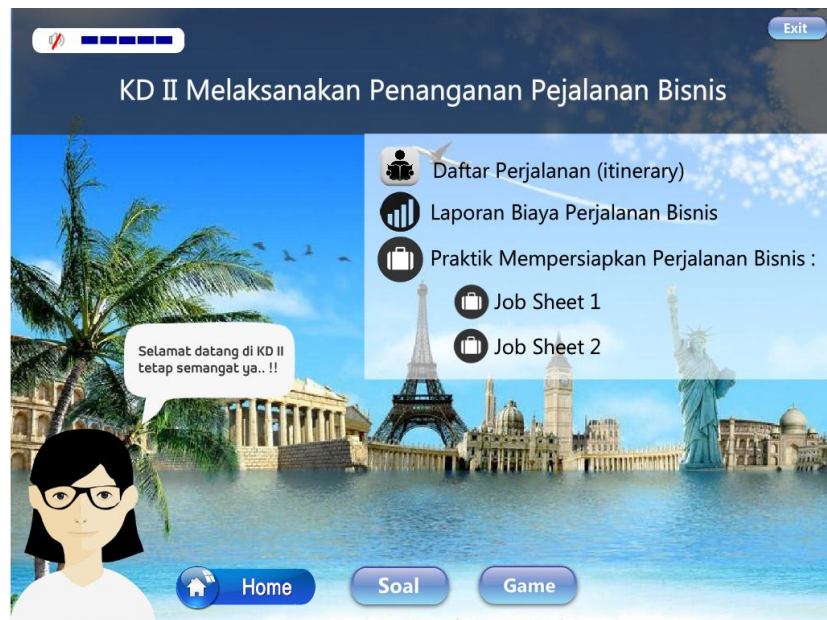 Exit
KD II Melaksanakan Penanganan Pejalanan Bisnis
Daftar Perjalanan (itinerary)
Laporan Biaya Perjalanan Bisnis
Praktik Mempersiapkan Perjalanan Bisnis :
Job Sheet 1
Job Sheet 2
Selamat datang di KD II
tetap semangat ya.. !!
Home
Soal
Game